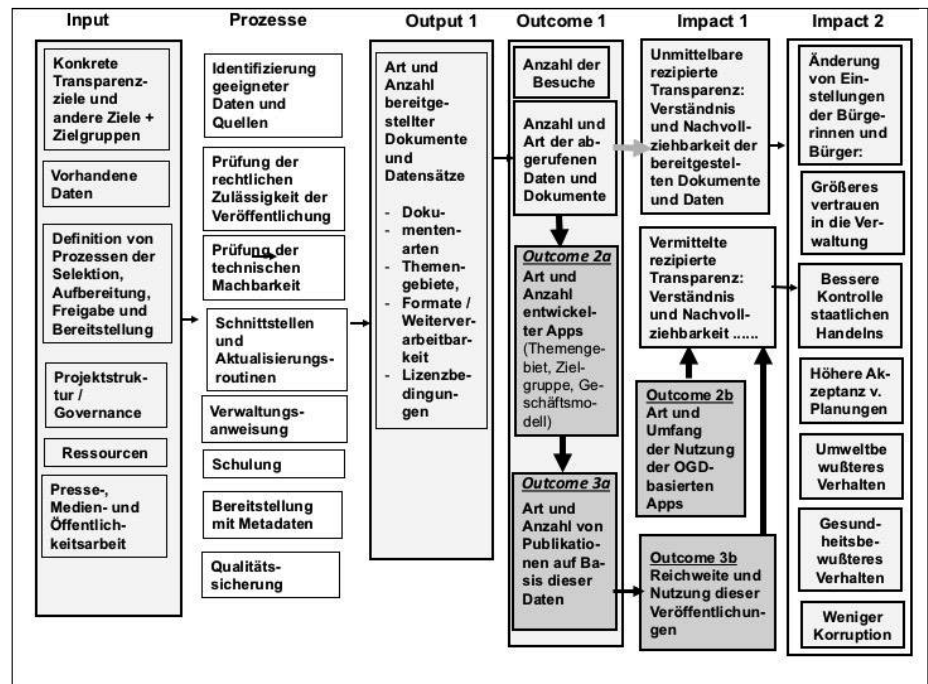 Input
Konkrete
Transparenz-
ziele und
andere Ziele +
Zielgruppen
Vorhandene
Daten
Definition von
Prozessen der
Selektion,
Aufbereitung,
Freigabe und
Bereitstellung
Projektstruk-
tur /
Governance
Ressourcen
Presse-,
Medien- und
Öffentlich-
keitsarbeit
Prozesse
Identifizierung
geeigneter
Daten und
Quellen
Prüfung der
rechtlichen
Zulässigkeit der
Veröffentlichung
Prüfung der
technischen
Machbarkeit
Schnittstellen
und
Aktualisierungs-
routinen
Verwaltungs-
anweisung
Schulung
Bereitstellung
mit Metadaten
Qualitäts-
sicherung
Output 1
Art und
Anzahl
bereitge-
stellter
Dokumente
und
Datensätze
- Doku-
- menten-
arten
- Themen-
gebiete,
- Formate /
Weiterver-
arbeitbar-
keit
- Lizenzbe-
dingungen
Outcome 1
Anzahl der
Besuche
Anzahl und
Art der ab-
gerufenen
Daten und
Dokumente
Outcome 2a
Art und
Anzahl
entwickel-
ter Apps
(Themenge-
biet, Ziel-
gruppe, Ge-
schäftsmo-
dell)
Outcome 3a
Art und
Anzahl von
Publikatio-
nen auf Ba-
sis dieser
Daten
Impact 1
Unmittelbare
rezipierte
Transparenz:
Verständnis
und Nachvoll-
ziehbarkeit der
bereitgestel-
lten Dokumente
und Daten
Vermittelte
rezipierte
Transparenz:
Verständnis
und Nachvoll-
ziehbarkeit ......
Outcome 2b
Art und
Umfang
der Nutzung
der OGD-
basierten
Apps
Outcome 3b
Reichweite und
Nutzung dieser
Veröffentlichun-
gen
Impact 2
Änderung
von Ein-
stellungen
der Bürge-
rinnen und
Bürger:
Größeres
vertrauen
in die Ver-
waltung
Bessere
Kontrolle
staatlichen
Handelns
Höhere Ak-
zeptanz v.
Planungen
Umweltbe
wußteres
Verhalten
Gesund-
heitsbe-
wußteres
Verhalten
Weniger
Korruption